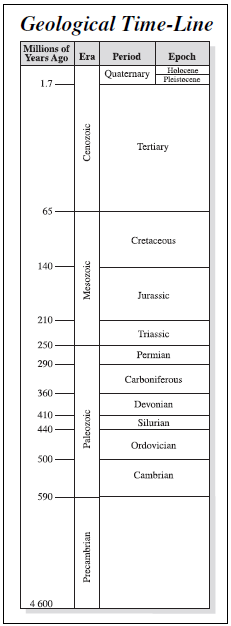 Geological Time-Line
Millions of
Years Ago Era Period Epoch
Quaternary Holocene
Pleistocene
1.7
Cenozoic
Tertiary
65
Cretaceous
140
Mesozoic
Jurassic
210
Triassic
250
Permian
290
Carboniferous
360
Devonian
410
Silurian
440
Paleozoic
Ordovician
500
Cambrian
590
Precambrian
4 600